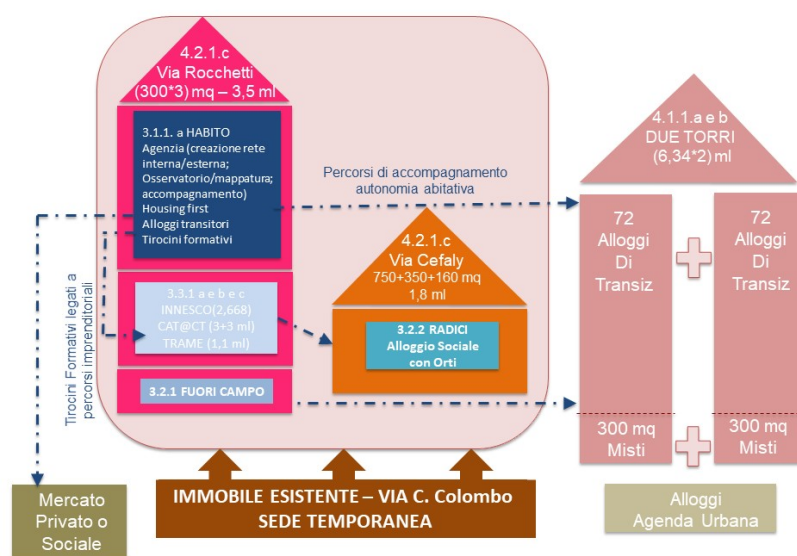 4.2.1.c
Via Rocchetti
(300*3) mq – 3,5 ml
3.1.1. a HABITO
Agenzia (creazione rete
interna/esterna;
Osservatorio/mappatura;
accompagnamento)
Housing first
Alloggi transitori
Tirocini formativi
3.3.1 a e b e c
INNESCO(2,668)
CAT@CT (3+3 ml)
TRAME (1,1 ml)
3.2.1 FUORI CAMPO
Percorsi di accompagnamento
autonomia abitativa
4.2.1.c
Via Cefaly
750+350+160 mq
1,8 ml
3.2.2 RADICI
Alloggio Sociale
con Orti
4.1.1.a e b
DUE TORRI
(6,34*2) ml
72
Alloggi
Di
Transiz
300 mq
Misti
72
Alloggi
Di
Transiz
300 mq
Misti
Tirocini Formativi legati a
percorsi imprenditoriali
Mercato
Privato o
Sociale
IMMOBILE ESISTENTE – VIA C. Colombo
SEDE TEMPORANEA
Alloggi
Agenda Urbana